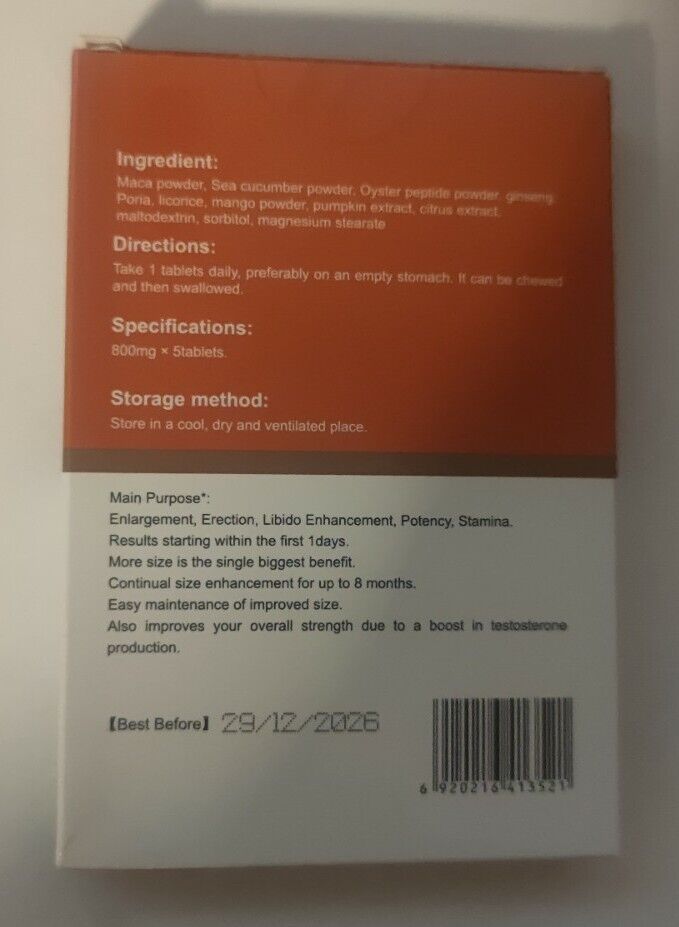 Ingredient:
Maca powder, Sea cucumber powder, Oyster peptide powder, ginseng,
Poria, licorice, mango powder, pumpkin extract, citrus extract,
maltodextrin, sorbitol, magnesium stearate
Directions:
Take 1 tablets daily, preferably on an empty stomach. It can be chewed
and then swallowed.
Specifications:
800mg × 5tablets.
Storage method:
Store in a cool, dry and ventilated place.
Main Purpose*:
Enlargement, Erection, Libido Enhancement, Potency, Stamina.
Results starting within the first 1days.
More size is the single biggest benefit.
Continual size enhancement for up to 8 months.
Easy maintenance of improved size.
Also improves your overall strength due to a boost in testosterone
production.
【Best Before】 29/12/2026
6 920216 413521